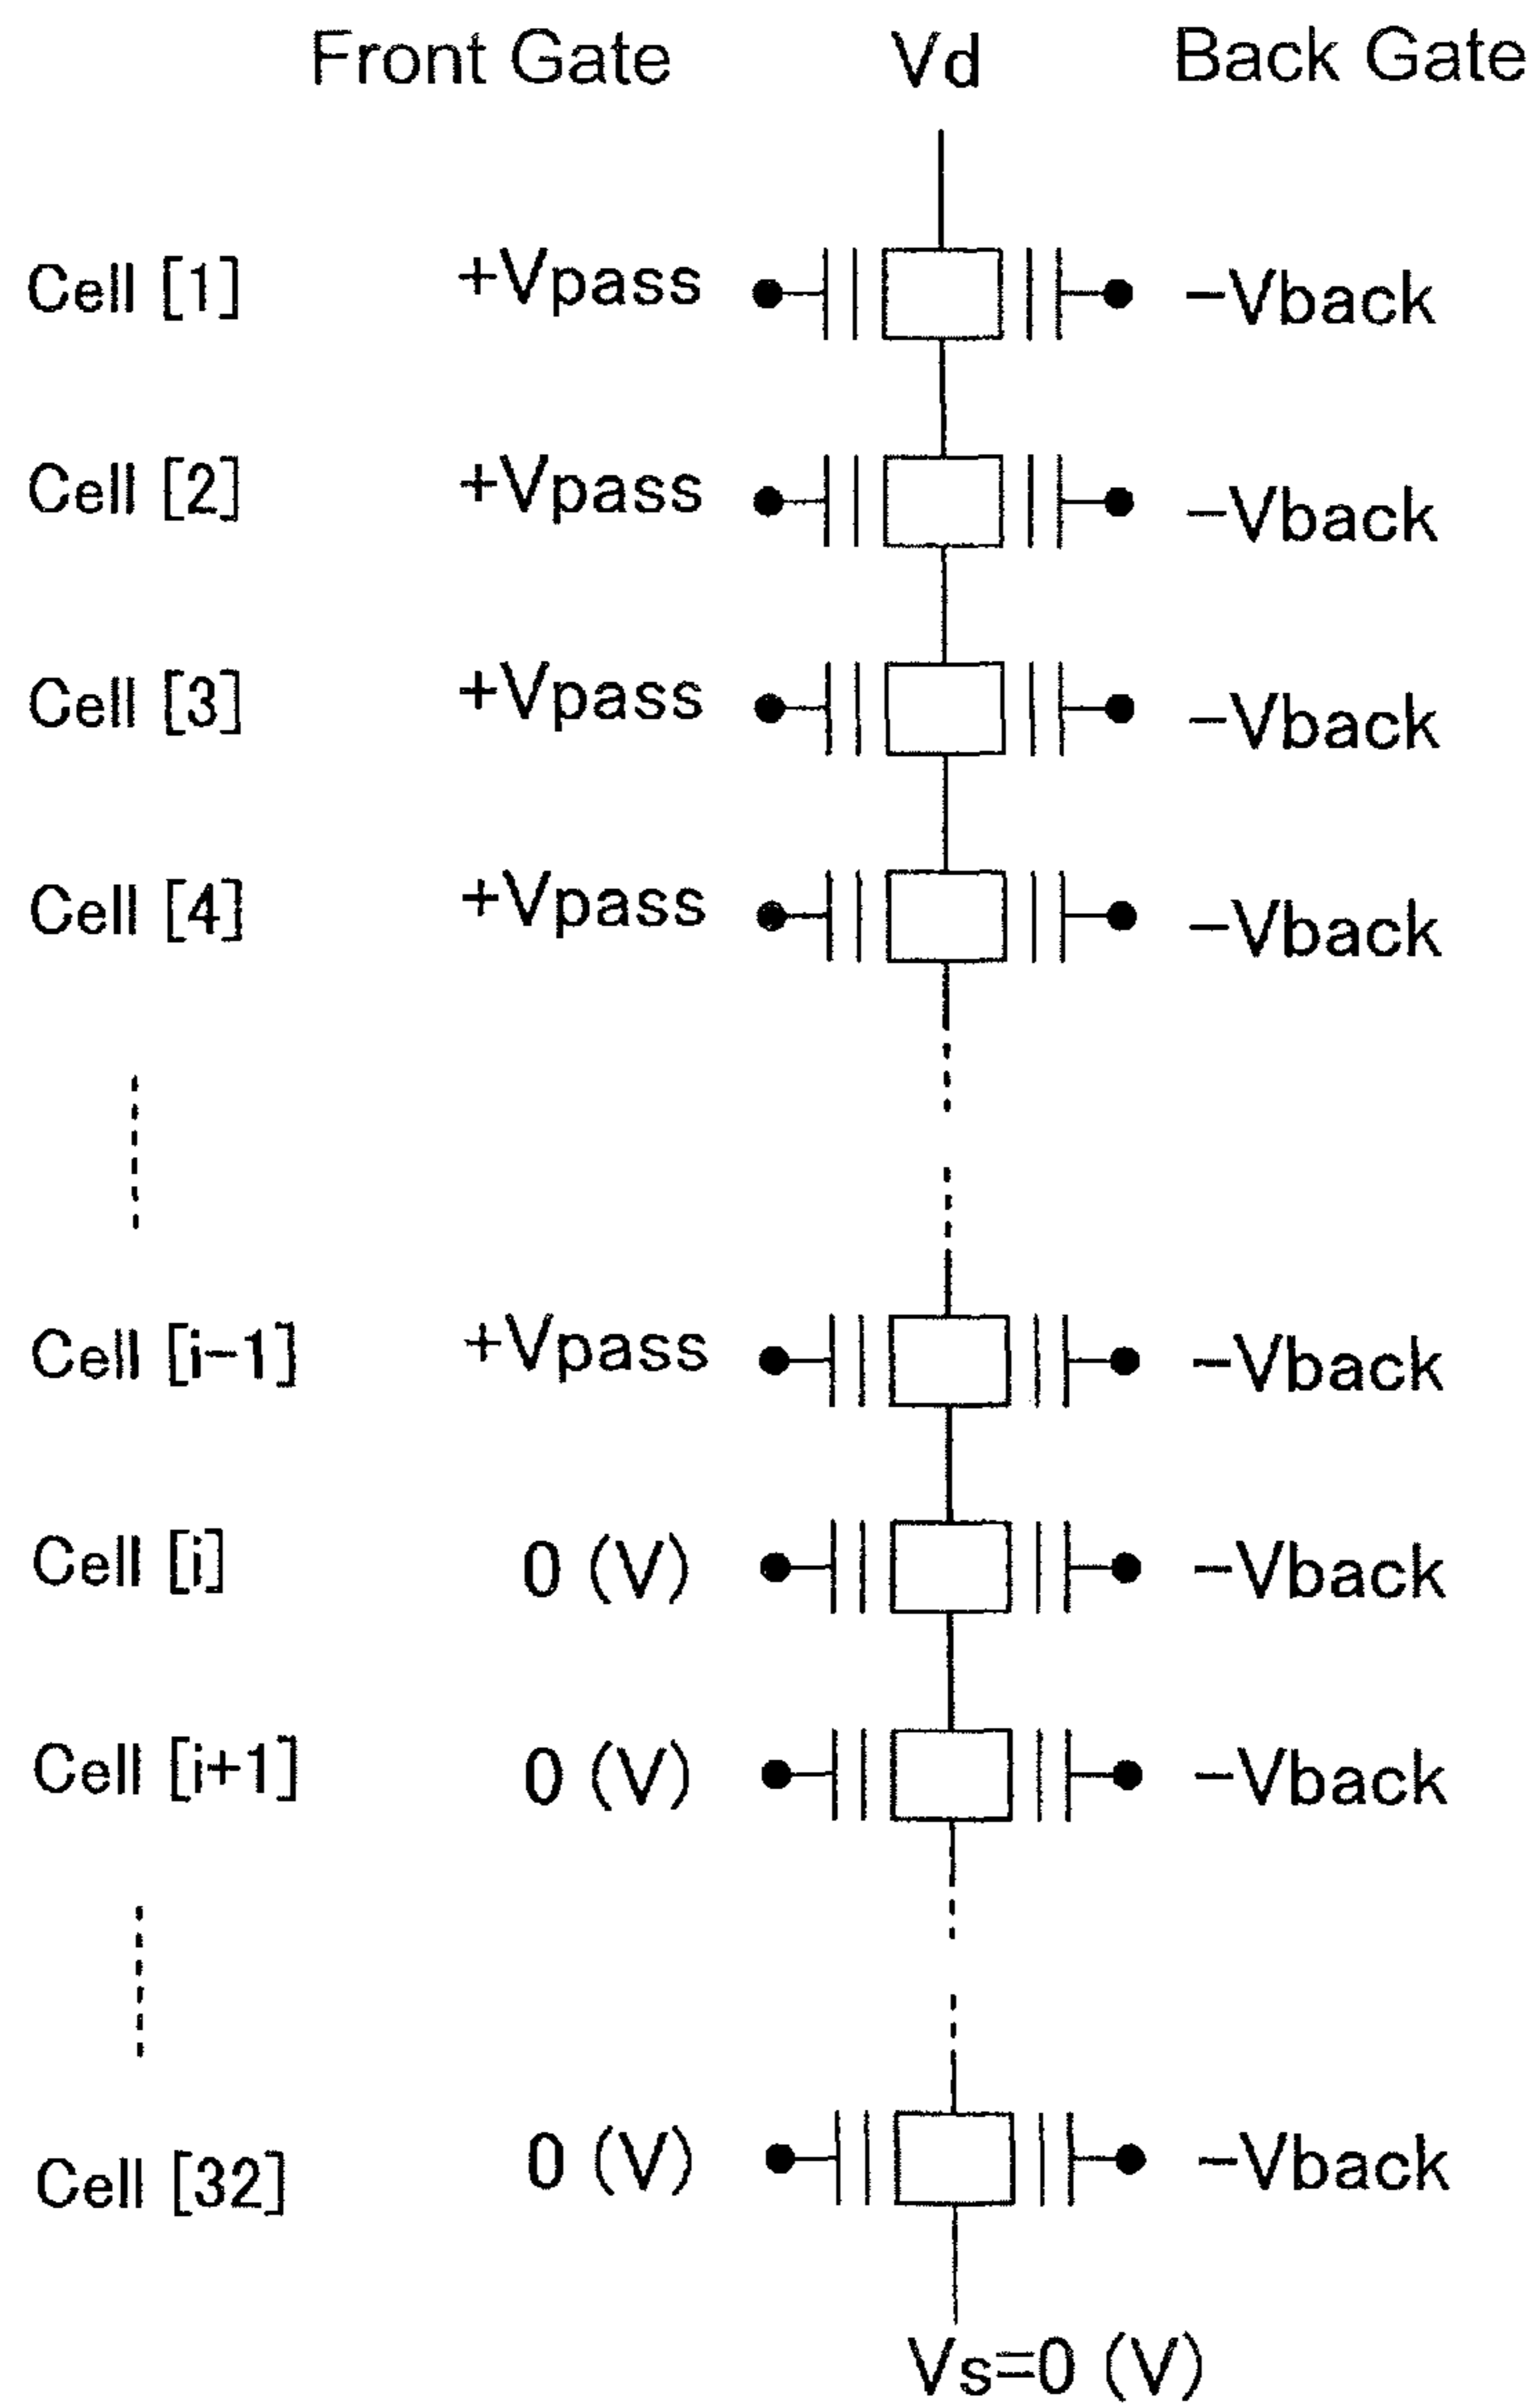 Front Gate Vd Back Gate
Cell [1] +Vpass −Vback
Cell [2] +Vpass −Vback
Cell [3] +Vpass −Vback
Cell [4] +Vpass −Vback
Cell [i−1] +Vpass −Vback
Cell [i] 0 (V) −Vback
Cell [i+1] 0 (V) −Vback
Cell [32] 0 (V) −Vback
Vs=0 (V)